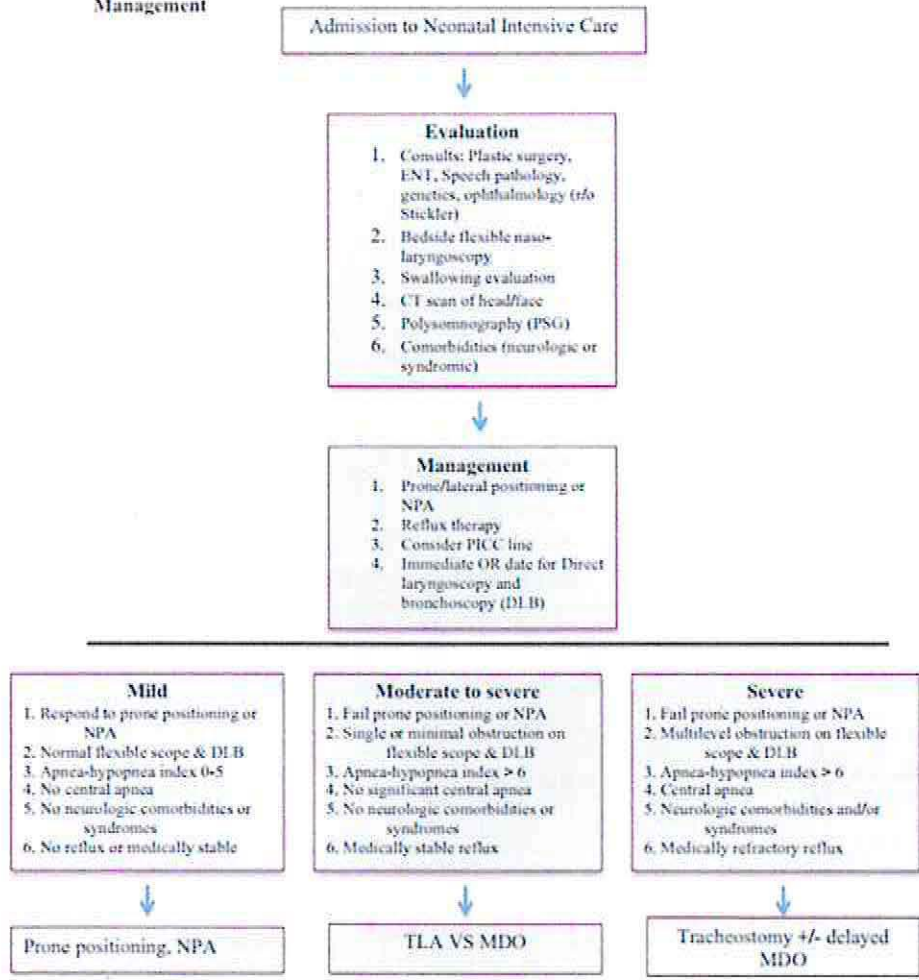 Management
Admission to Neonatal Intensive Care
Evaluation
1. Consults: Plastic surgery,
ENT, Speech pathology,
genetics, ophthalmology (r/o
Stickler)
2. Bedside flexible naso-
laryngoscopy
3. Swallowing evaluation
4. CT scan of head/face
5. Polysomnography (PSG)
6. Comorbidities (neurologic or
syndromic)
Management
1. Prone/lateral positioning or
NPA
2. Reflux therapy
3. Consider PICC line
4. Immediate OR date for Direct
laryngoscopy and
bronchoscopy (DLB)
Mild
1. Respond to prone positioning or
NPA
2. Normal flexible scope & DLB
3. Apnea-hypopnea index 0-5
4. No central apnea
5. No neurologic comorbidities or
syndromes
6. No reflux or medically stable
Prone positioning, NPA
Moderate to severe
1. Fail prone positioning or NPA
2. Single or minimal obstruction on
flexible scope & DLB
3. Apnea-hypopnea index > 6
4. No significant central apnea
5. No neurologic comorbidities or
syndromes
6. Medically stable reflux
TLA VS MDO
Severe
1. Fail prone positioning or NPA
2. Multilevel obstruction on flexible
scope & DLB
3. Apnea-hypopnea index > 6
4. Central apnea
5. Neurologic comorbidities and/or
syndromes
6. Medically refractory reflux
Tracheostomy +/- delayed
MDO